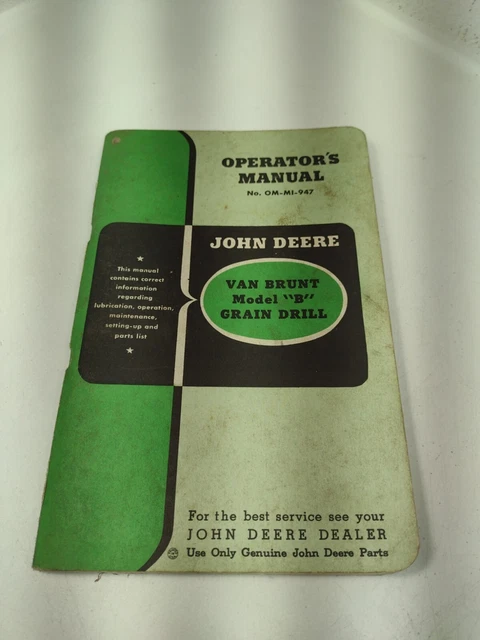 OPERATOR'S
MANUAL
No. OM-MI-947
JOHN DEERE
This manual
contains correct
information
regarding
lubrication, operation,
maintenance,
setting-up and
parts list
VAN BRUNT
Model "B"
GRAIN DRILL
For the best service see your
JOHN DEERE DEALER
Use Only Genuine John Deere Parts